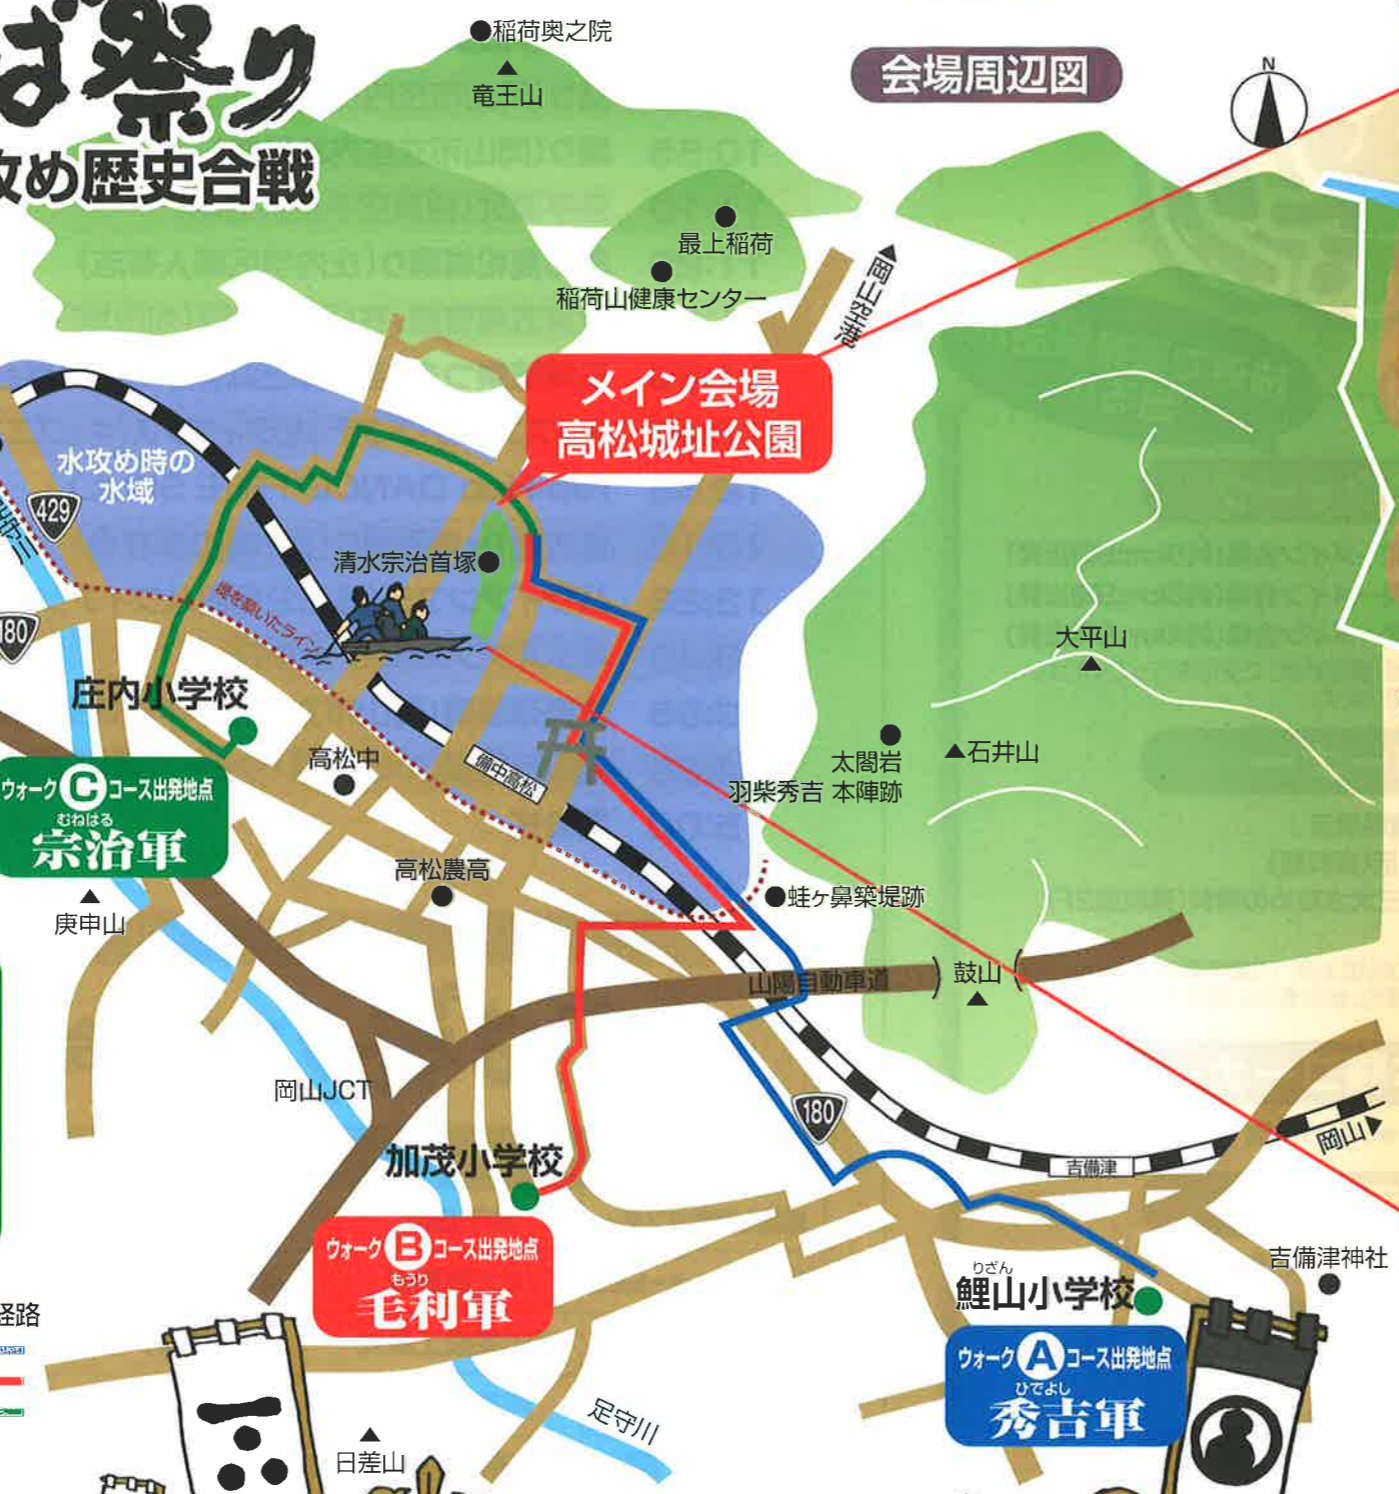 ば祭り
攻め歴史合戦
会場周辺図
N
稲荷奥之院
竜王山
最上稲荷
稲荷山健康センター
岡山空港
メイン会場
高松城址公園
水攻め時の
水域
429
清水宗治首塚
堤を築いたライン
180
庄内小学校
ウォークCコース出発地点
むねはる
宗治軍
高松中
備中高松
大平山
石井山
太閤岩
羽柴秀吉 本陣跡
高松農高
蛙ヶ鼻築堤跡
庚申山
山陽自動車道
鼓山
岡山JCT
180
吉備津
岡山
加茂小学校
ウォークBコース出発地点
もうり
毛利軍
吉備津神社
りざん
鯉山小学校
ウォークAコース出発地点
ひでよし
秀吉軍
経路
足守川
日差山